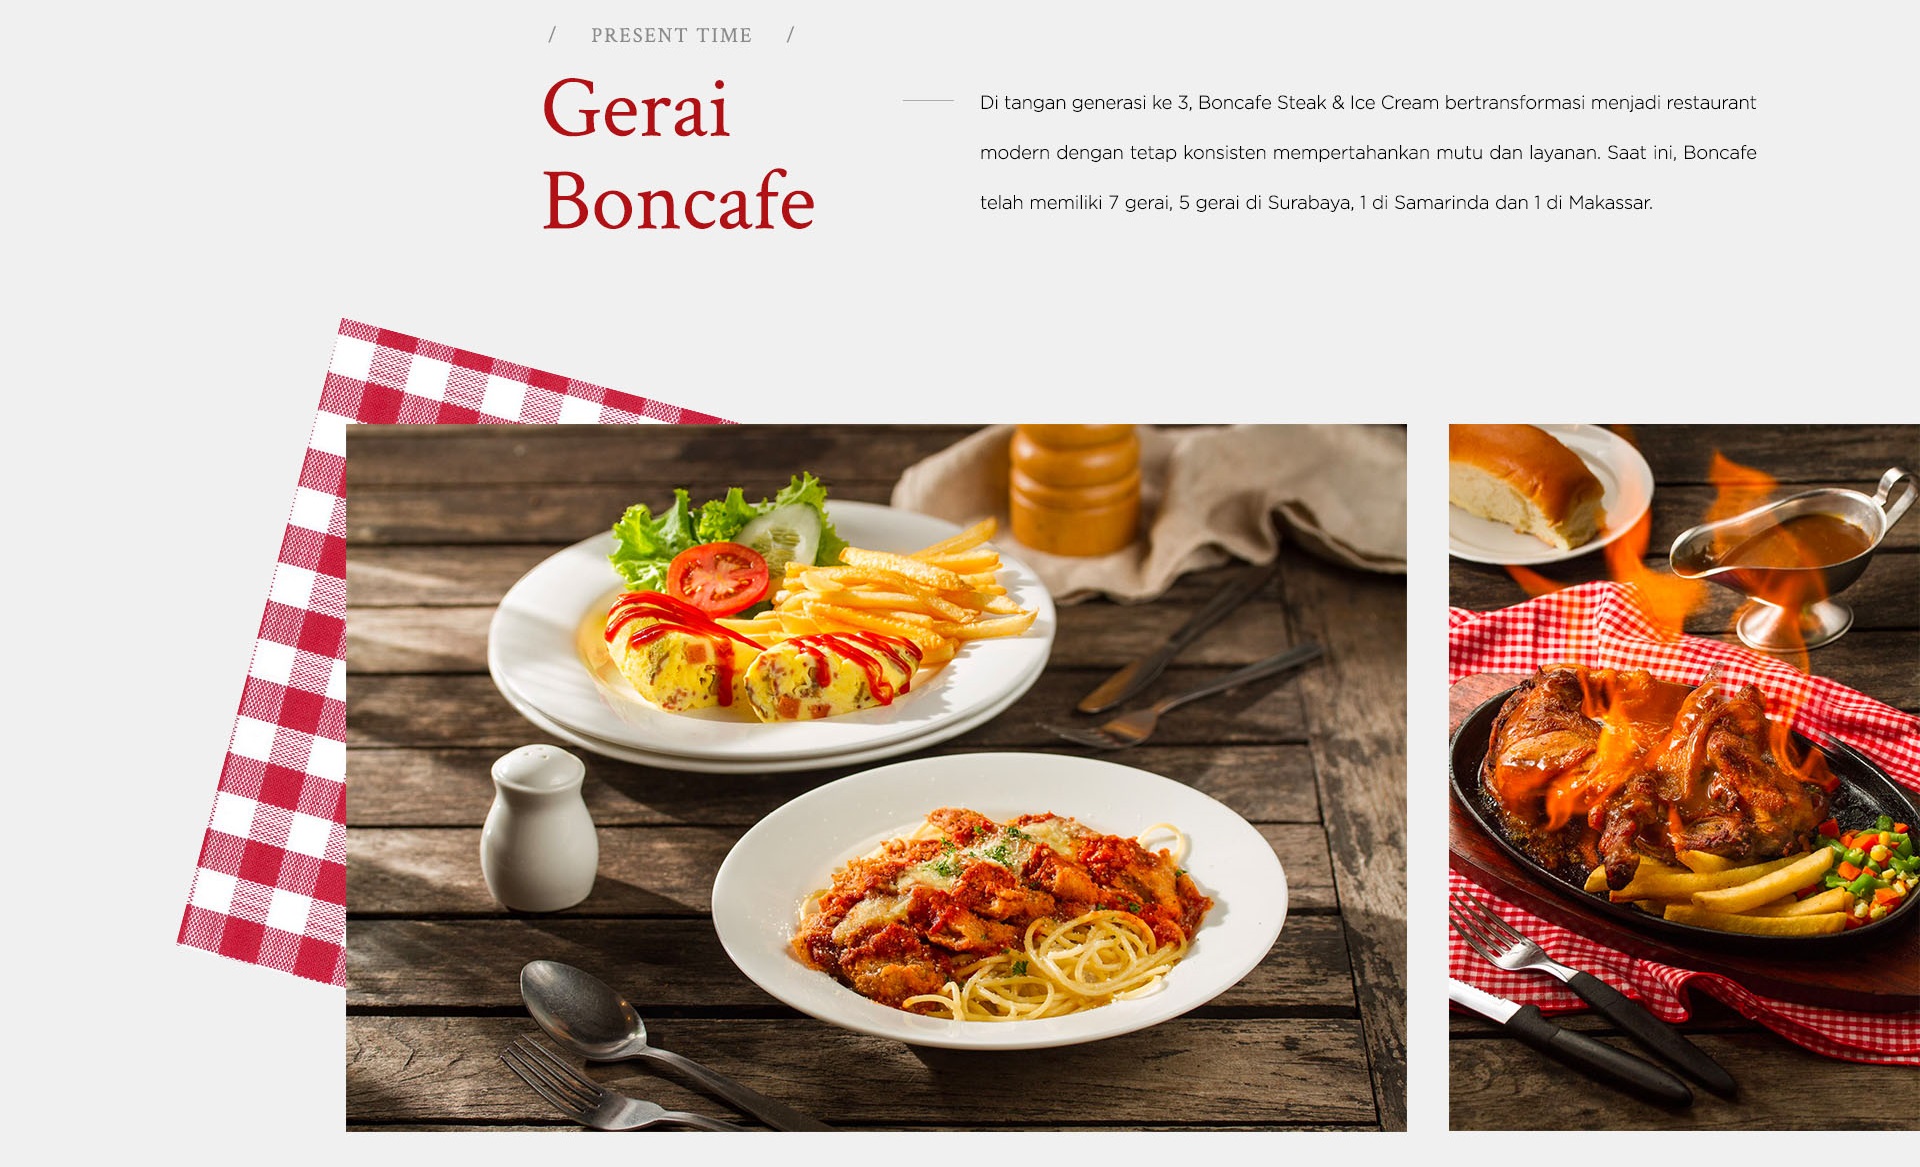 / PRESENT TIME /
Gerai
Boncafe
Di tangan generasi ke 3, Boncafe Steak & Ice Cream bertransformasi menjadi restaurant
modern dengan tetap konsisten mempertahankan mutu dan layanan. Saat ini, Boncafe
telah memiliki 7 gerai, 5 gerai di Surabaya, 1 di Samarinda dan 1 di Makassar.